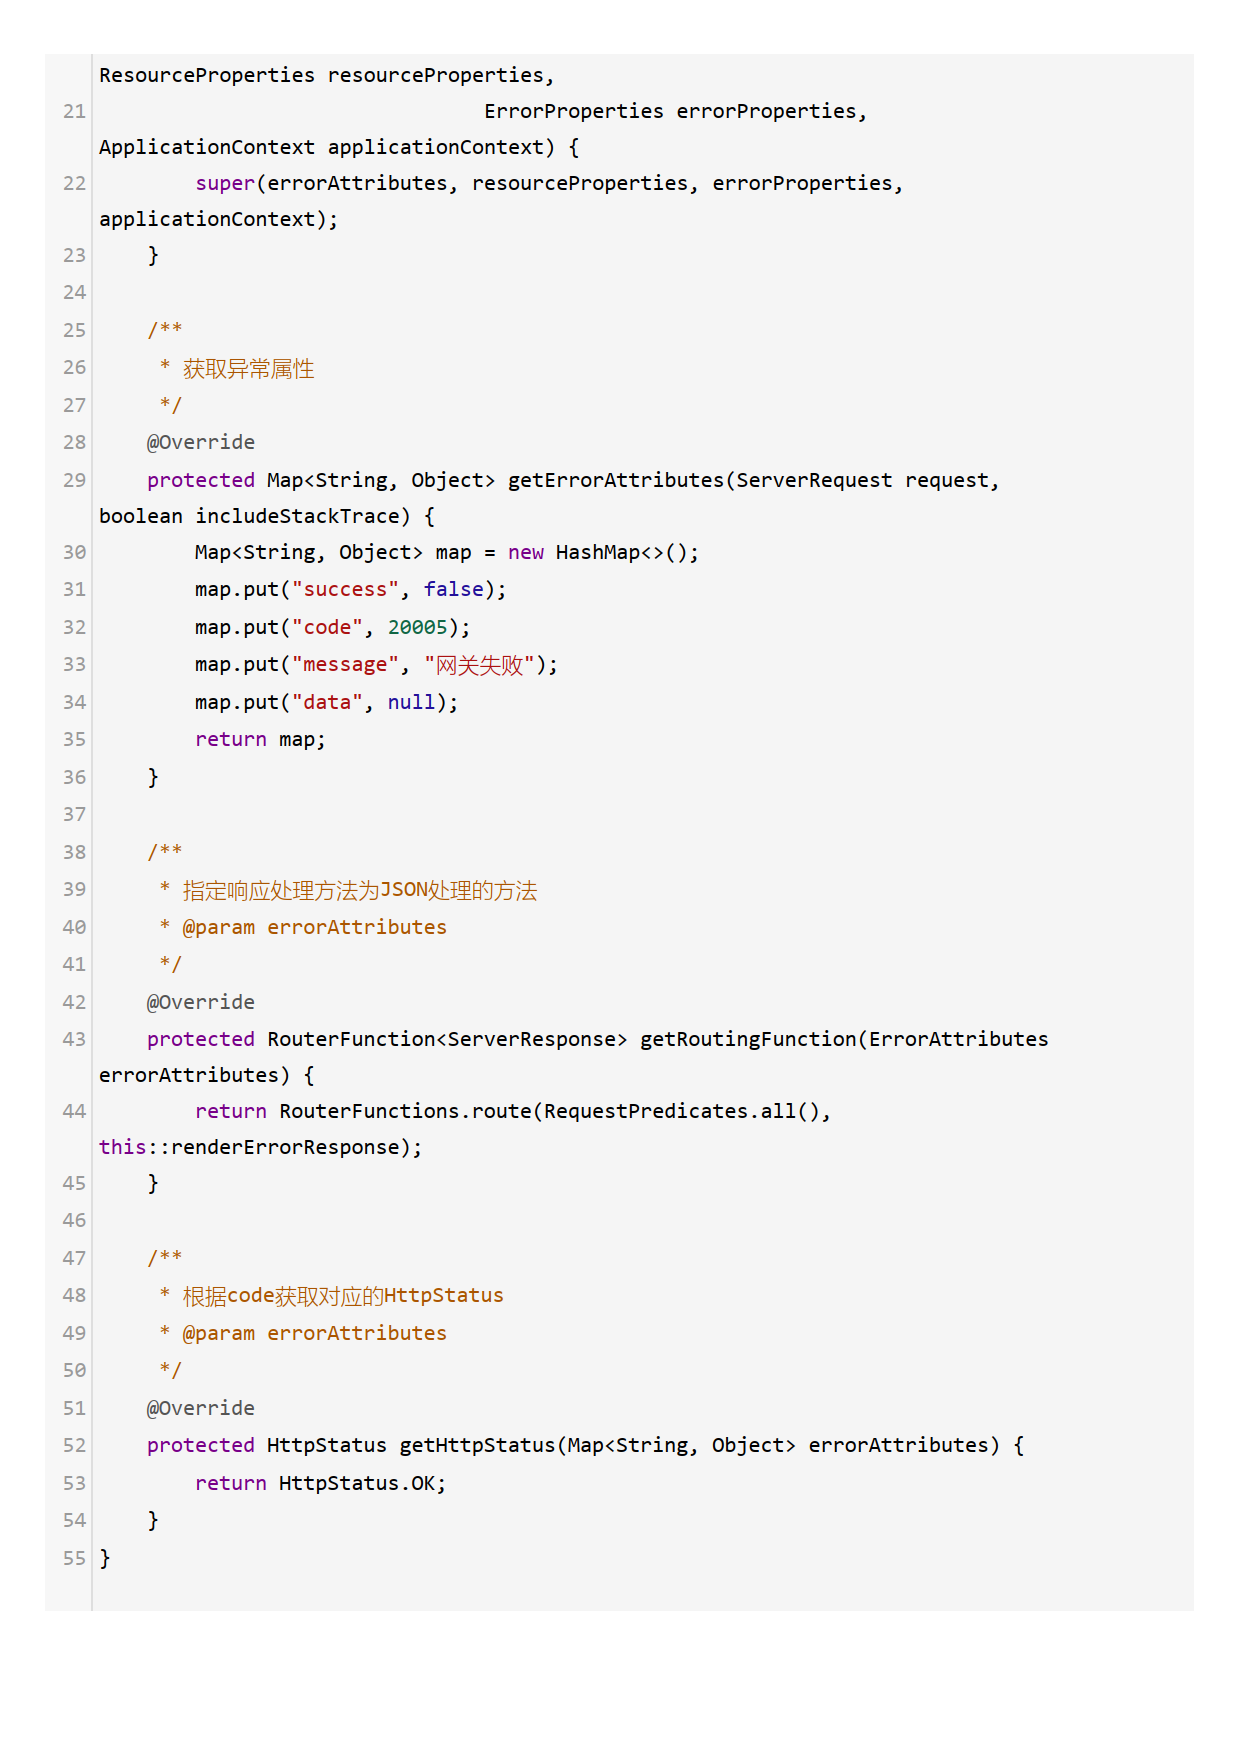 ResourceProperties resourceProperties,
21                                 ErrorProperties errorProperties,
ApplicationContext applicationContext) {
22         super(errorAttributes, resourceProperties, errorProperties,
applicationContext);
23     }
24
25     /**
26      * 获取异常属性
27      */
28     @Override
29     protected Map<String, Object> getErrorAttributes(ServerRequest request,
boolean includeStackTrace) {
30         Map<String, Object> map = new HashMap<>();
31         map.put("success", false);
32         map.put("code", 20005);
33         map.put("message", "网关失败");
34         map.put("data", null);
35         return map;
36     }
37
38     /**
39      * 指定响应处理方法为JSON处理的方法
40      * @param errorAttributes
41      */
42     @Override
43     protected RouterFunction<ServerResponse> getRoutingFunction(ErrorAttributes
errorAttributes) {
44         return RouterFunctions.route(RequestPredicates.all(),
this::renderErrorResponse);
45     }
46
47     /**
48      * 根据code获取对应的HttpStatus
49      * @param errorAttributes
50      */
51     @Override
52     protected HttpStatus getHttpStatus(Map<String, Object> errorAttributes) {
53         return HttpStatus.OK;
54     }
55 }